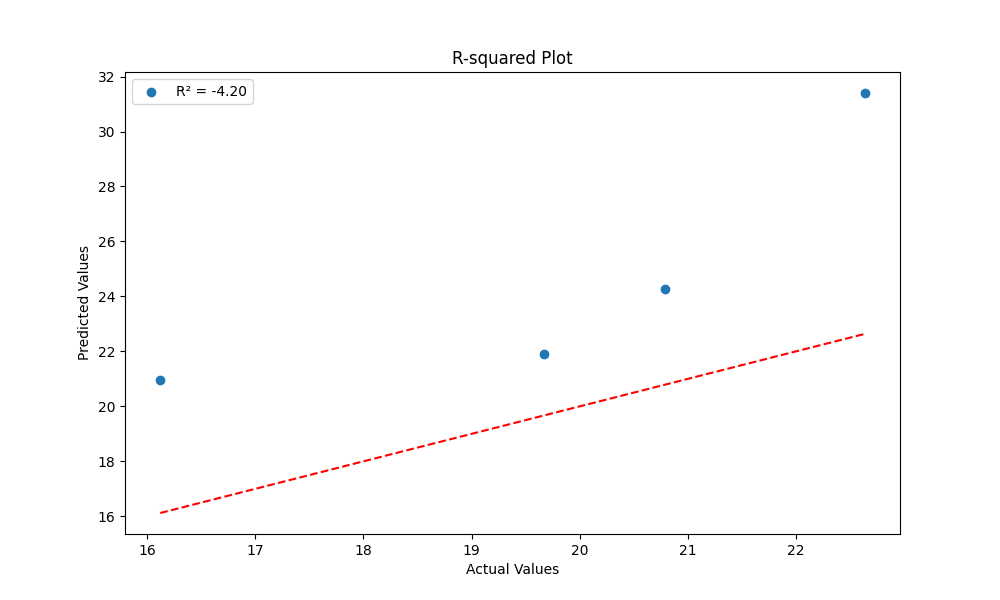 R-squared Plot
R² = -4.20
32
30
28
26
24
22
20
18
16
Predicted Values
16 17 18 19 20 21 22
Actual Values